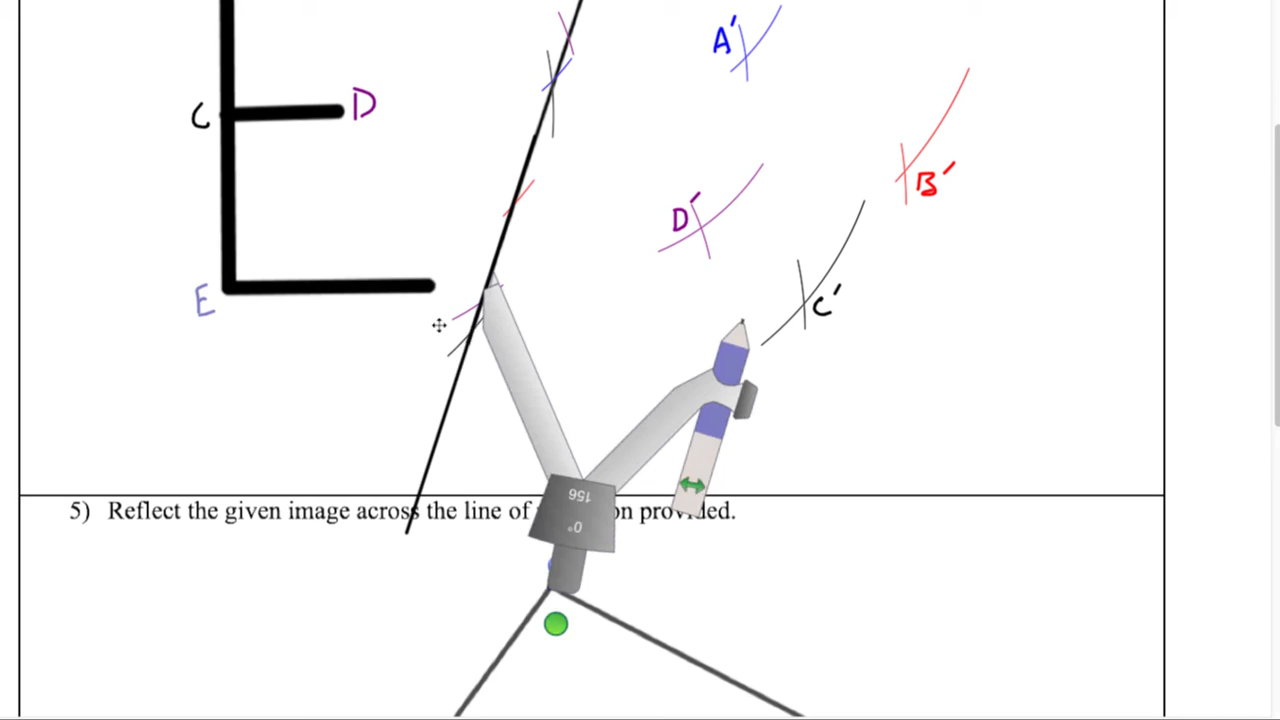 A′
C D
B′
D′
E
C′
156
0°
5) Reflect the given image across the line of on provided.